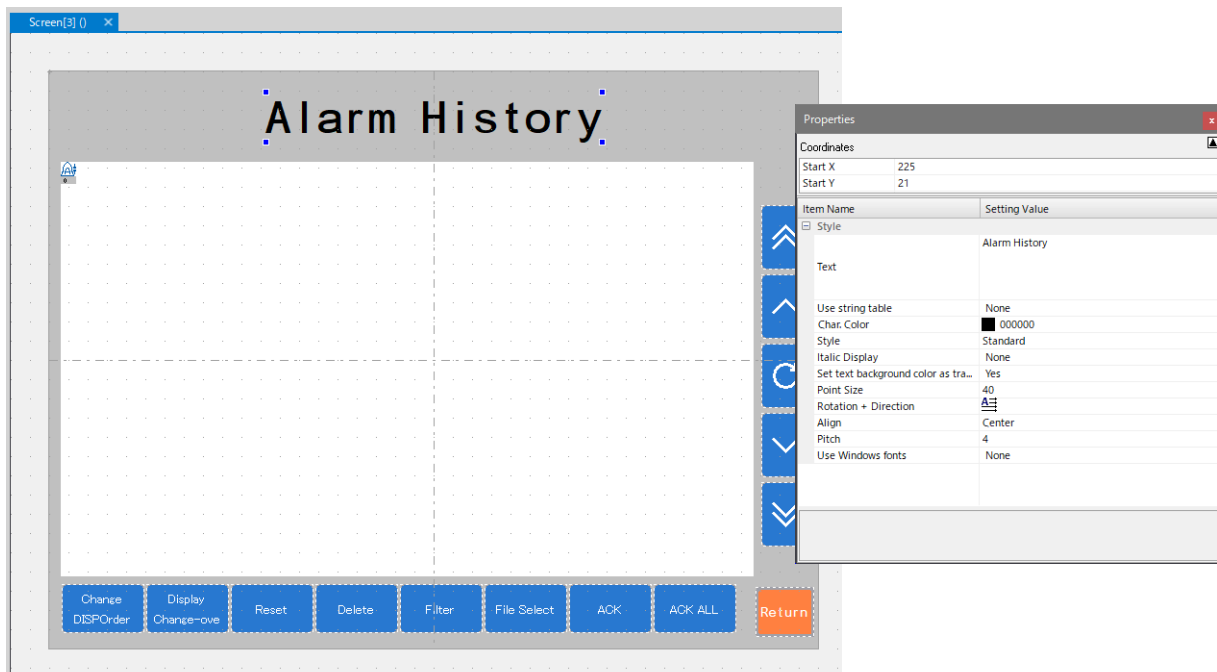 Screen[3] ()
Alarm History
Properties
x
Coordinates
Start X 225
Start Y 21
Item Name Setting Value
Style
Text Alarm History
Use string table None
Char. Color 000000
Style Standard
Italic Display None
Set text background color as tra... Yes
Point Size 40
Rotation + Direction A
Align Center
Pitch 4
Use Windows fonts None
Change DISPOrder
Display Change-ove
Reset
Delete
Filter
File Select
ACK
ACK ALL
Return